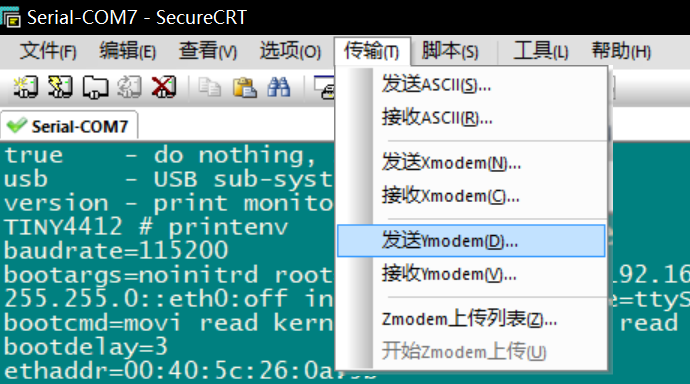 Serial-COM7 - SecureCRT
文件(F) 编辑(E) 查看(V) 选项(O) 传输(T) 脚本(S) 工具(L) 帮助(H)
发送ASCII(S)...
接收ASCII(R)...
发送Xmodem(N)...
接收Xmodem(C)...
发送Ymodem(D)...
接收Ymodem(V)...
Zmodem上传列表(Z)...
开始Zmodem上传(U)
Serial-COM7
true - do nothing,
usb - USB sub-syst
version - print monito
TINY4412 # printenv
baudrate=115200
bootargs=noinitrd root 192.16
255.255.0::eth0:off in =ttyS
bootcmd=movi read kern read
bootdelay=3
ethaddr=00:40:5c:26:0a